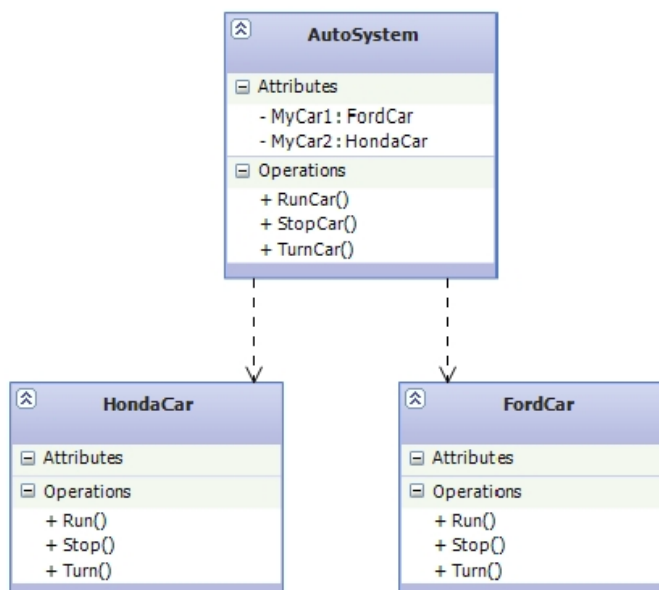 AutoSystem
Attributes
- MyCar1 : FordCar
- MyCar2 : HondaCar
Operations
+ RunCar()
+ StopCar()
+ TurnCar()
HondaCar
Attributes
Operations
+ Run()
+ Stop()
+ Turn()
FordCar
Attributes
Operations
+ Run()
+ Stop()
+ Turn()